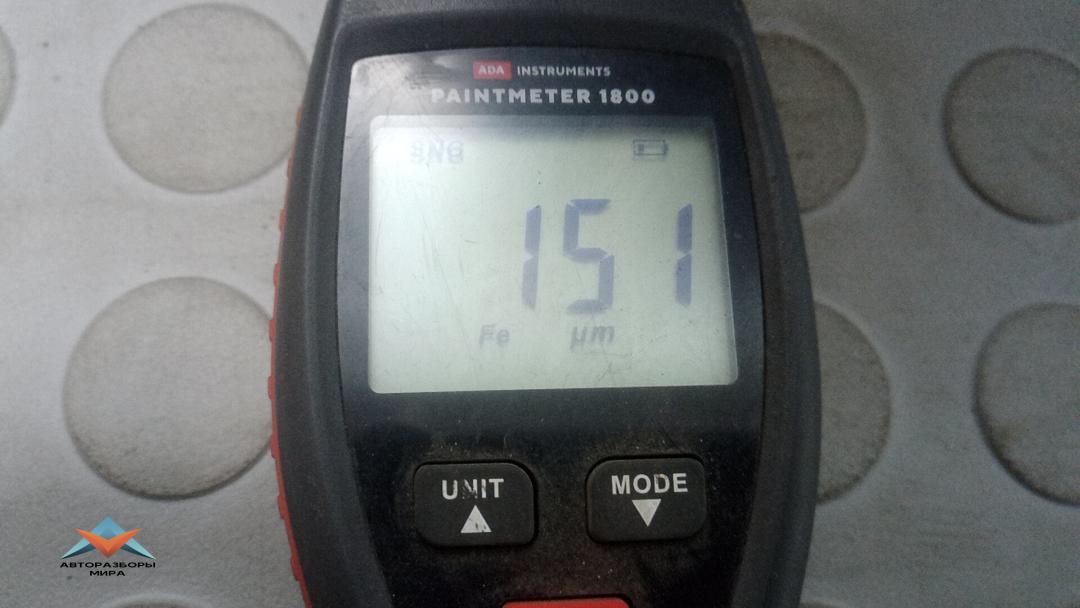 ADA INSTRUMENTS
PAINTMETER 1800
SNG
151
Fe µm
UNIT
MODE
АВТОРАЗБОРЫ
МИРА